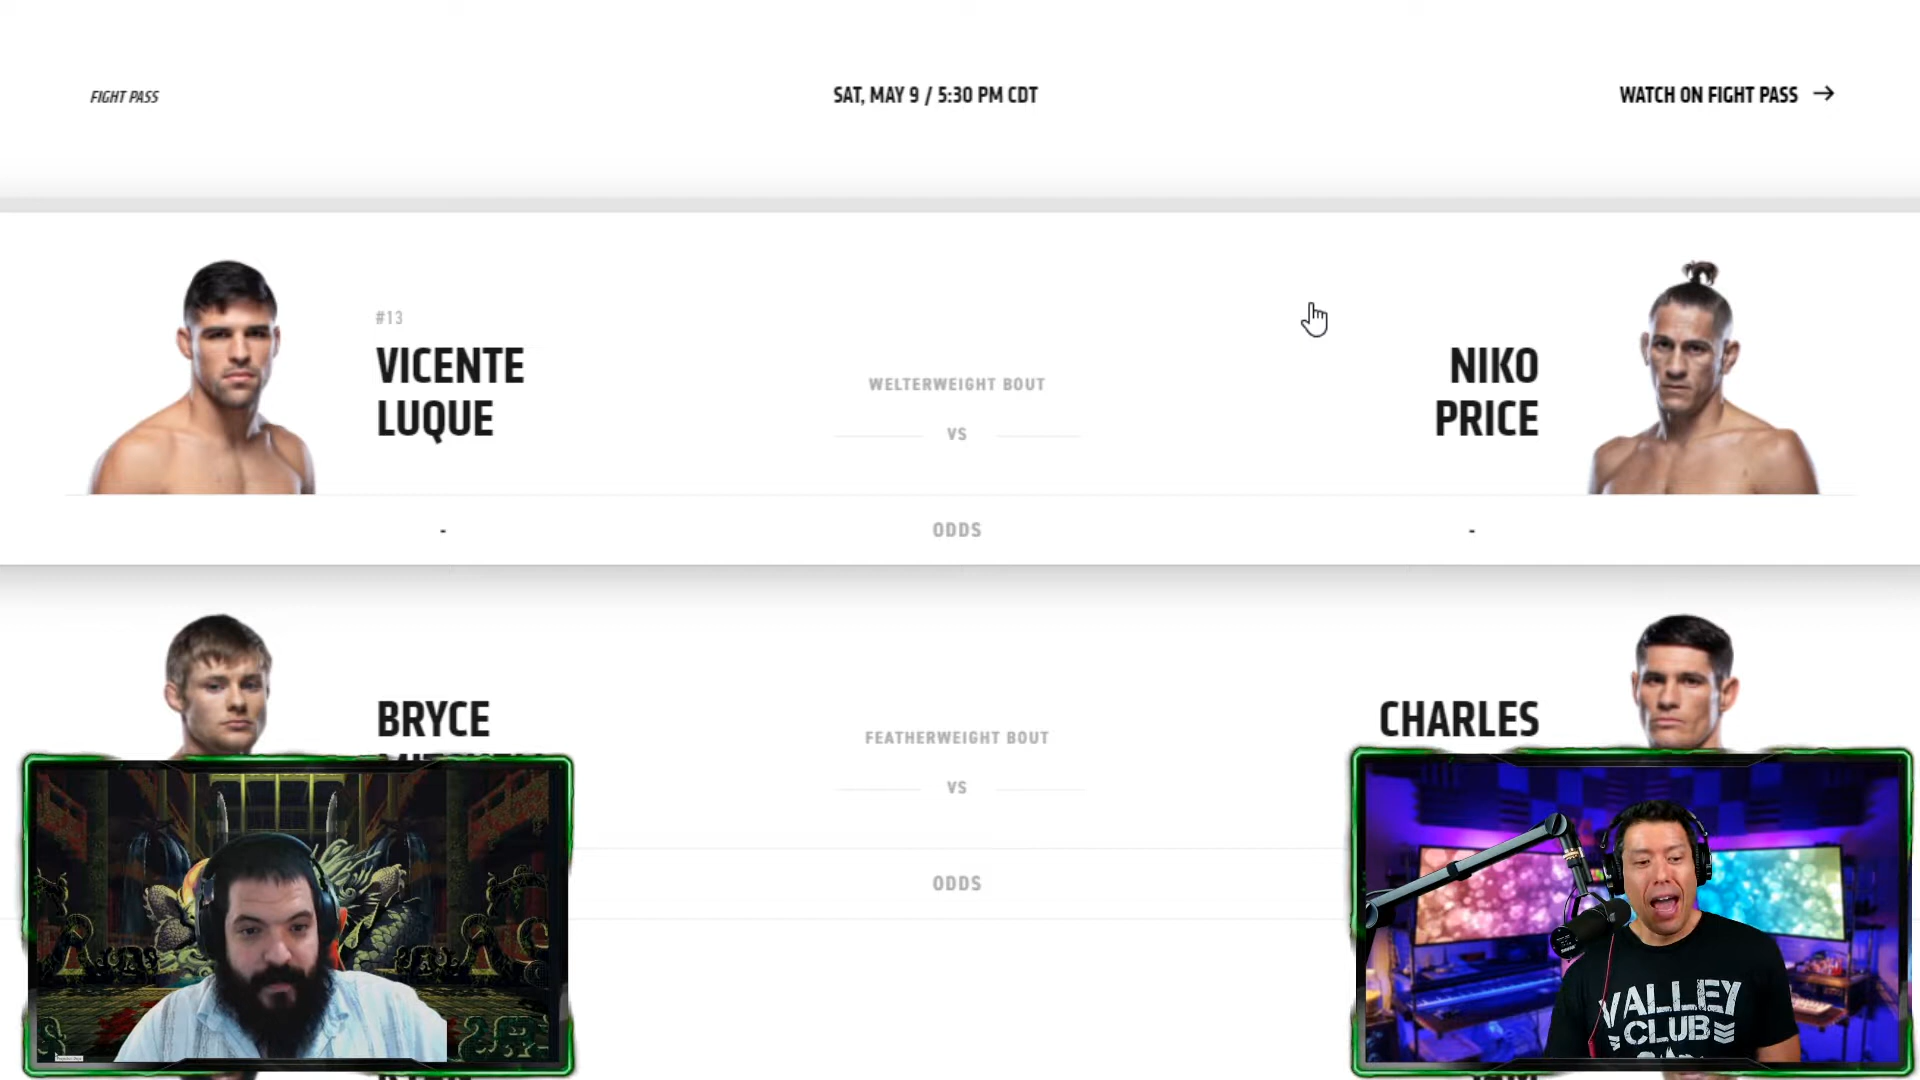 FIGHT PASS
SAT, MAY 9 / 5:30 PM CDT
WATCH ON FIGHT PASS →
#13
VICENTE
LUQUE
WELTERWEIGHT BOUT
VS
NIKO
PRICE
-
ODDS
-
BRYCE
FEATHERWEIGHT BOUT
VS
CHARLES
ODDS
VALLEY
CLUB